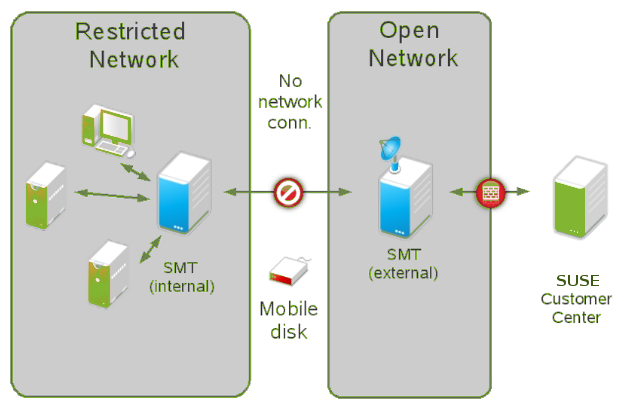 Restricted
Network
Open
Network
No
network
conn.
SMT
(internal)
SMT
(external)
Mobile
disk
SUSE
Customer
Center